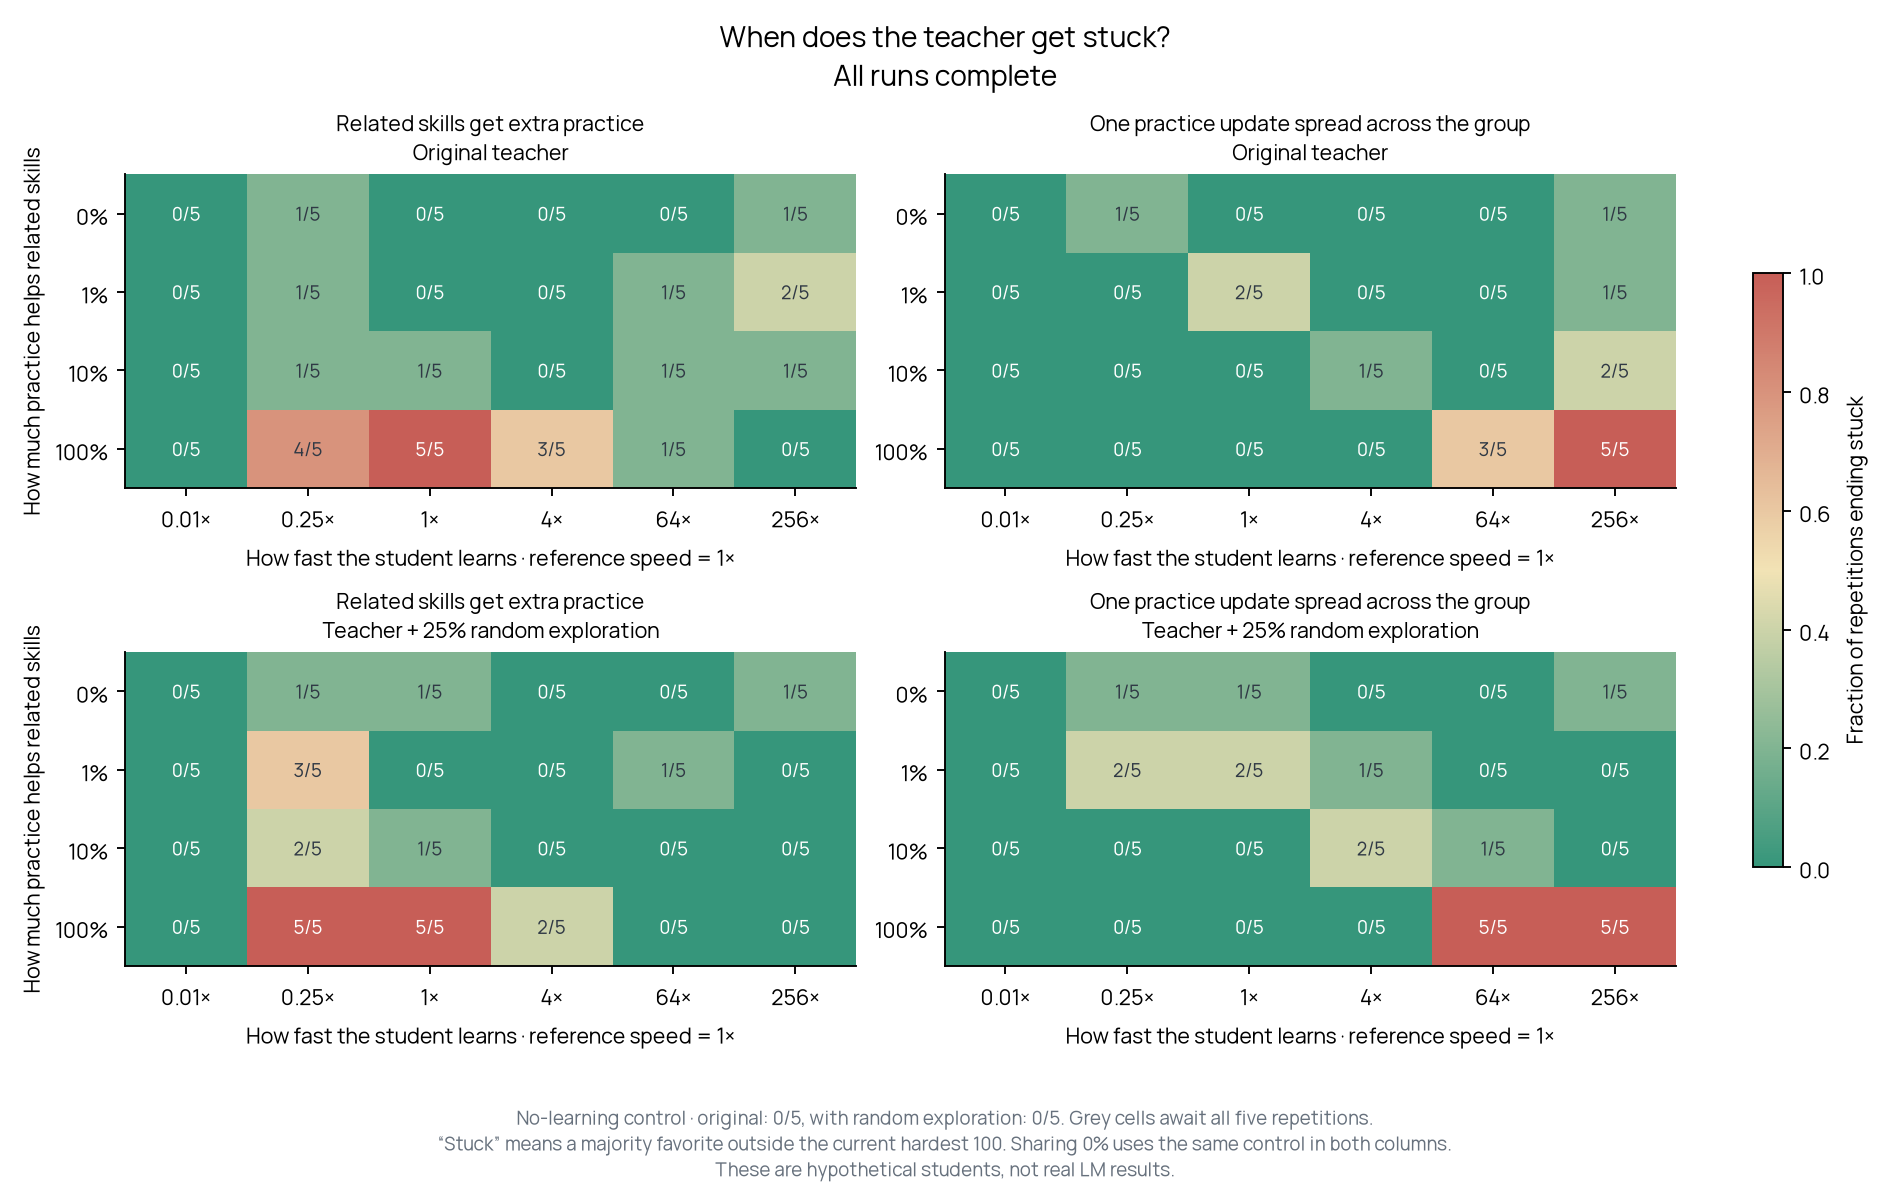 When does the teacher get stuck?
All runs complete
Related skills get extra practice
Original teacher
How much practice helps related skills
0% 0/5 1/5 0/5 0/5 0/5 1/5
1% 0/5 1/5 0/5 0/5 1/5 2/5
10% 0/5 1/5 1/5 0/5 1/5 1/5
100% 0/5 4/5 5/5 3/5 1/5 0/5
0.01× 0.25× 1× 4× 64× 256×
How fast the student learns · reference speed = 1×
One practice update spread across the group
Original teacher
0% 0/5 1/5 0/5 0/5 0/5 1/5
1% 0/5 0/5 2/5 0/5 0/5 1/5
10% 0/5 0/5 0/5 1/5 0/5 2/5
100% 0/5 0/5 0/5 0/5 3/5 5/5
0.01× 0.25× 1× 4× 64× 256×
How fast the student learns · reference speed = 1×
Related skills get extra practice
Teacher + 25% random exploration
How much practice helps related skills
0% 0/5 1/5 1/5 0/5 0/5 1/5
1% 0/5 3/5 0/5 0/5 1/5 0/5
10% 0/5 2/5 1/5 0/5 0/5 0/5
100% 0/5 5/5 5/5 2/5 0/5 0/5
0.01× 0.25× 1× 4× 64× 256×
How fast the student learns · reference speed = 1×
One practice update spread across the group
Teacher + 25% random exploration
0% 0/5 1/5 1/5 0/5 0/5 1/5
1% 0/5 2/5 2/5 1/5 0/5 0/5
10% 0/5 0/5 0/5 2/5 1/5 0/5
100% 0/5 0/5 0/5 0/5 5/5 5/5
0.01× 0.25× 1× 4× 64× 256×
How fast the student learns · reference speed = 1×
1.0
0.8
0.6
0.4
0.2
0.0
Fraction of repetitions ending stuck
No-learning control · original: 0/5, with random exploration: 0/5. Grey cells await all five repetitions.
“Stuck” means a majority favorite outside the current hardest 100. Sharing 0% uses the same control in both columns.
These are hypothetical students, not real LM results.